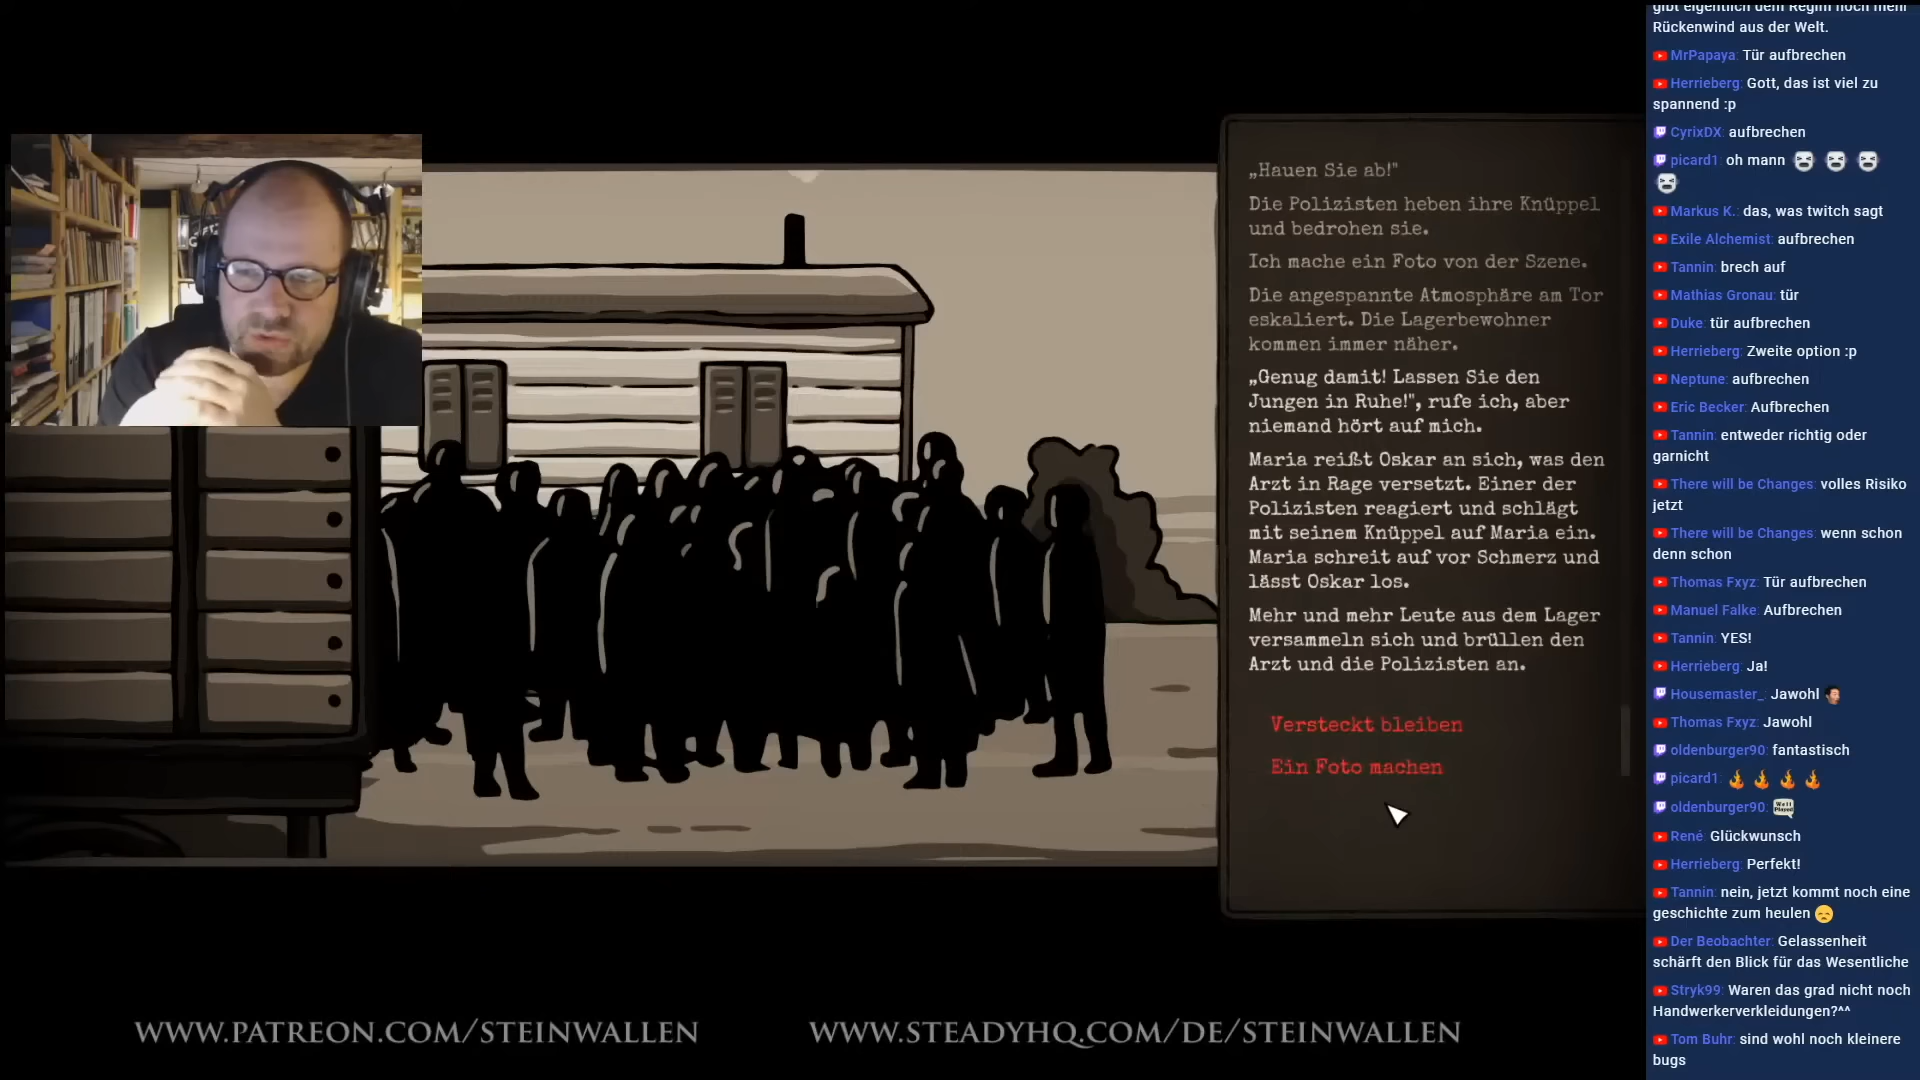 „Hauen Sie ab!"
Die Polizisten heben ihre Knüppel
und bedrohen sie.
Ich mache ein Foto von der Szene.
Die angespannte Atmosphäre am Tor
eskaliert. Die Lagerbewohner
kommen immer näher.
„Genug damit! Lassen Sie den
Jungen in Ruhe!", rufe ich, aber
niemand hört auf mich.
Maria reißt Oskar an sich, was den
Arzt in Rage versetzt. Einer der
Polizisten reagiert und schlägt
mit seinem Knüppel auf Maria ein.
Maria schreit auf vor Schmerz und
lässt Oskar los.
Mehr und mehr Leute aus dem Lager
versammeln sich und brüllen den
Arzt und die Polizisten an.
Versteckt bleiben
Ein Foto machen
WWW.PATREON.COM/STEINWALLEN
WWW.STEADYHQ.COM/DE/STEINWALLEN
gibt eigentlich dem Regim noch mehr
Rückenwind aus der Welt.
MrPapaya: Tür aufbrechen
Herrieberg: Gott, das ist viel zu
spannend :p
CyrixDX: aufbrechen
picard1: oh mann
Markus K.: das, was twitch sagt
Exile Alchemist: aufbrechen
Tannin: brech auf
Mathias Gronau: tür
Duke: tür aufbrechen
Herrieberg: Zweite option :p
Neptune: aufbrechen
Eric Becker: Aufbrechen
Tannin: entweder richtig oder
garnicht
There will be Changes: volles Risiko
jetzt
There will be Changes: wenn schon
denn schon
Thomas Fxyz: Tür aufbrechen
Manuel Falke: Aufbrechen
Tannin: YES!
Herrieberg: Ja!
Housemaster_: Jawohl
Thomas Fxyz: Jawohl
oldenburger90: fantastisch
picard1:
oldenburger90:
René: Glückwunsch
Herrieberg: Perfekt!
Tannin: nein, jetzt kommt noch eine
geschichte zum heulen
Der Beobachter: Gelassenheit
schärft den Blick für das Wesentliche
Stryk99: Waren das grad nicht noch
Handwerkerverkleidungen?^^
Tom Buhr: sind wohl noch kleinere
bugs